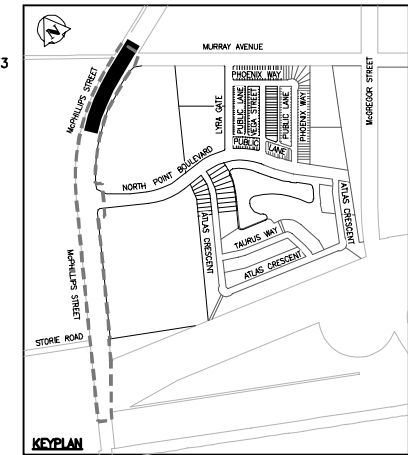 3
N
MURRAY AVENUE
McPHILLIPS STREET
McGREGOR STREET
PHOENIX WAY
LYRA GATE
PUBLIC LANE
VEGA STREET
PUBLIC LANE
PHOENIX WAY
PUBLIC
LANE
NORTH POINT BOULEVARD
ATLAS CRESCENT
ATLAS CRESCENT
TAURUS WAY
ATLAS CRESCENT
McPHILLIPS STREET
STORIE ROAD
KEYPLAN